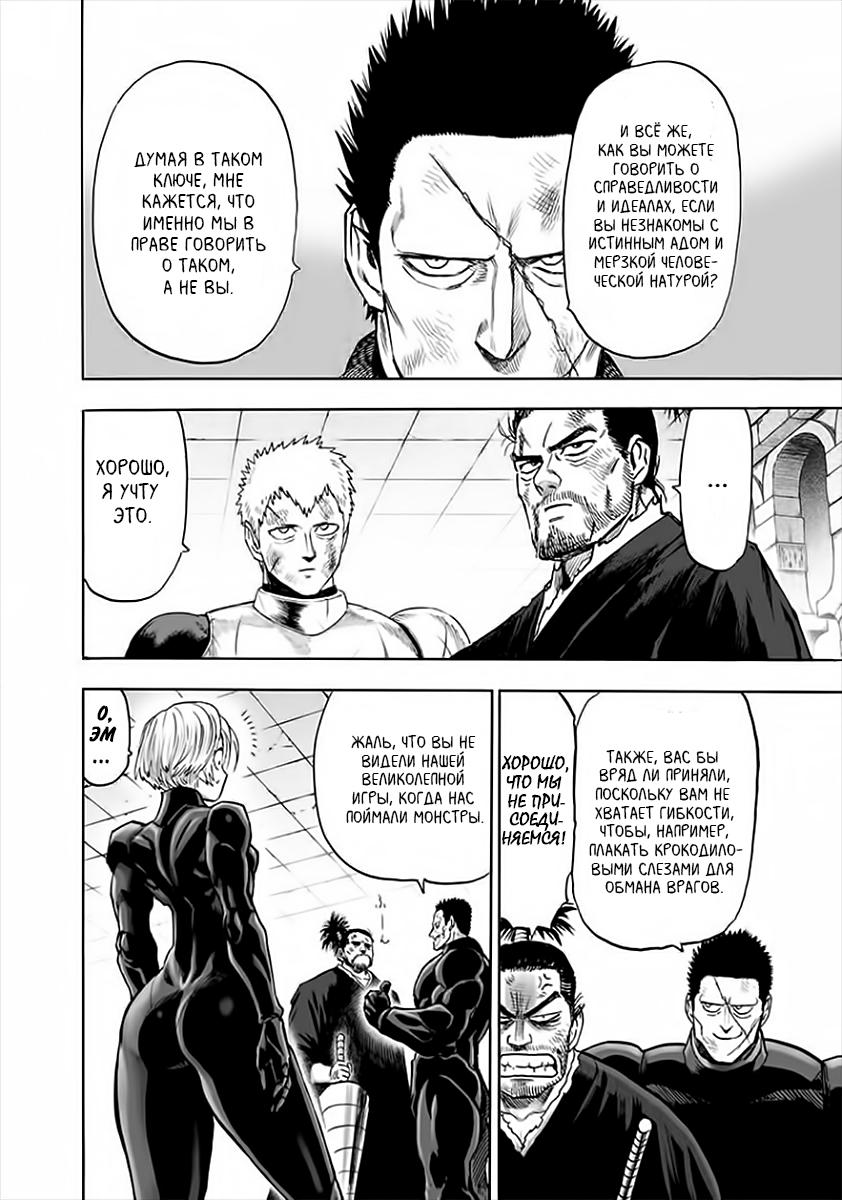 И ВСЁ ЖЕ,
КАК ВЫ МОЖЕТЕ
ГОВОРИТЬ О
СПРАВЕДЛИВОСТИ
И ИДЕАЛАХ, ЕСЛИ
ВЫ НЕЗНАКОМЫ С
ИСТИННЫМ АДОМ И
МЕРЗКОЙ ЧЕЛОВЕ-
ЧЕСКОЙ НАТУРОЙ?
ДУМАЯ В ТАКОМ
КЛЮЧЕ, МНЕ
КАЖЕТСЯ, ЧТО
ИМЕННО МЫ В
ПРАВЕ ГОВОРИТЬ
О ТАКОМ,
А НЕ ВЫ.
...
ХОРОШО,
Я УЧТУ
ЭТО.
ТАКЖЕ, ВАС БЫ
ВРЯД ЛИ ПРИНЯЛИ,
ПОСКОЛЬКУ ВАМ НЕ
ХВАТАЕТ ГИБКОСТИ,
ЧТОБЫ, НАПРИМЕР,
ПЛАКАТЬ КРОКОДИЛО-
ВЫМИ СЛЕЗАМИ ДЛЯ
ОБМАНА ВРАГОВ.
ХОРОШО,
ЧТО МЫ
НЕ ПРИ-
СОЕДИ-
НЯЕМСЯ!
ЖАЛЬ, ЧТО ВЫ НЕ
ВИДЕЛИ НАШЕЙ
ВЕЛИКОЛЕПНОЙ
ИГРЫ, КОГДА НАС
ПОЙМАЛИ МОНСТРЫ.
О,
ЭМ
...